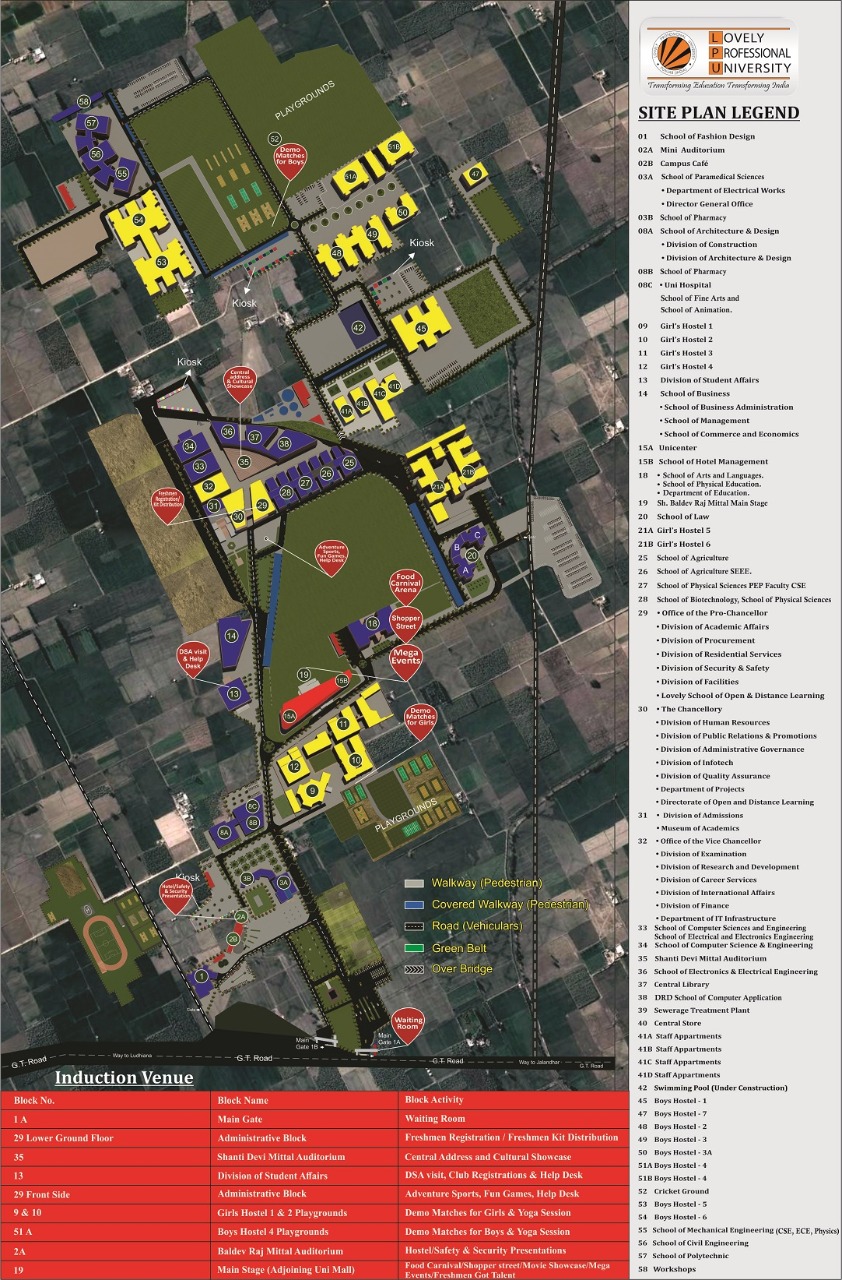 LOVELY
PROFESSIONAL
UNIVERSITY
Transforming Education Transforming India
SITE PLAN LEGEND
01 School of Fashion Design
02A Mini Auditorium
02B Campus Café
03A School of Paramedical Sciences
• Department of Electrical Works
• Director General Office
03B School of Pharmacy
08A School of Architecture & Design
• Division of Construction
• Division of Architecture & Design
08B School of Pharmacy
08C • Uni Hospital
School of Fine Arts and
School of Animation.
09 Girl's Hostel 1
10 Girl's Hostel 2
11 Girl's Hostel 3
12 Girl's Hostel 4
13 Division of Student Affairs
14 School of Business
• School of Business Administration
• School of Management
• School of Commerce and Economics
15A Unicenter
15B School of Hotel Management
18 • School of Arts and Languages.
• School of Physical Education.
• Department of Education.
19 Sh. Baldev Raj Mittal Main Stage
20 School of Law
21A Girl's Hostel 5
21B Girl's Hostel 6
25 School of Agriculture
26 School of Agriculture SEEE.
27 School of Physical Sciences PEP Faculty CSE
28 School of Biotechnology, School of Physical Sciences
29 • Office of the Pro-Chancellor
• Division of Academic Affairs
• Division of Procurement
• Division of Residential Services
• Division of Security & Safety
• Division of Facilities
• Lovely School of Open & Distance Learning
30 • The Chancellory
• Division of Human Resources
• Division of Public Relations & Promotions
• Division of Administrative Governance
• Division of Infotech
• Division of Quality Assurance
• Department of Projects
• Directorate of Open and Distance Learning
31 • Division of Admissions
• Museum of Academics
32 • Office of the Vice Chancellor
• Division of Examination
• Division of Research and Development
• Division of Career Services
• Division of International Affairs
• Division of Finance
• Department of IT Infrastructure
33 School of Computer Sciences and Engineering
School of Electrical and Electronics Engineering
34 School of Computer Science & Engineering
35 Shanti Devi Mittal Auditorium
36 School of Electronics & Electrical Engineering
37 Central Library
38 DRD School of Computer Application
39 Sewerage Treatment Plant
40 Central Store
41A Staff Appartments
41B Staff Appartments
41C Staff Appartments
41D Staff Appartments
42 Swimming Pool (Under Construction)
45 Boys Hostel - 1
47 Boys Hostel - 7
48 Boys Hostel - 2
49 Boys Hostel - 3
50 Boys Hostel - 3A
51A Boys Hostel - 4
51B Boys Hostel - 4
52 Cricket Ground
53 Boys Hostel - 5
54 Boys Hostel - 6
55 School of Mechanical Engineering (CSE, ECE, Physics)
56 School of Civil Engineering
57 School of Polytechnic
58 Workshops
PLAYGROUNDS
58
57
56
55
54
53
52
Demo
Matches
for Boys
51A
51B
47
50
49
48
Kiosk
Kiosk
42
45
Kiosk
Central
address
& Cultural
Showcase
41A
41B
41C
41D
36
37
38
34
35
33
32
31
30
29
28
27
26
25
Freshmen
Registration/
Kit Distribution
21A
21B
Adventure
Sports,
Fun Games,
Help Desk
B
C
20
A
Food
Carnival
Arena
Shopper
Street
18
Mega
Events
14
DSA visit
& Help
Desk
13
19
15B
15A
11
Demo
Matches
for Girls
12
10
9
PLAYGROUNDS
8C
8B
8A
Kiosk
Hotel/Safety
& Security
Presentation
3B
3A
2A
2B
1
Walkway (Pedestrian)
Covered Walkway (Pedestrian)
Road (Vehiculars)
Green Belt
Over Bridge
Waiting
Room
Main
Gate 1B
Main
Gate 1A
G.T. Road
Way to Ludhiana
G.T. Road
G.T. Road
Way to Jalandhar
G.T. Road
Induction Venue
Block No. Block Name Block Activity
1 A Main Gate Waiting Room
29 Lower Ground Floor Administrative Block Freshmen Registration / Freshmen Kit Distribution
35 Shanti Devi Mittal Auditorium Central Address and Cultural Showcase
13 Division of Student Affairs DSA visit, Club Registrations & Help Desk
29 Front Side Administrative Block Adventure Sports, Fun Games, Help Desk
9 & 10 Girls Hostel 1 & 2 Playgrounds Demo Matches for Girls & Yoga Session
51 A Boys Hostel 4 Playgrounds Demo Matches for Boys & Yoga Session
2A Baldev Raj Mittal Auditorium Hostel/Safety & Security Presentations
19 Main Stage (Adjoining Uni Mall) Food Carnival/Shopper street/Movie Showcase/Mega
Events/Freshmen Got Talent